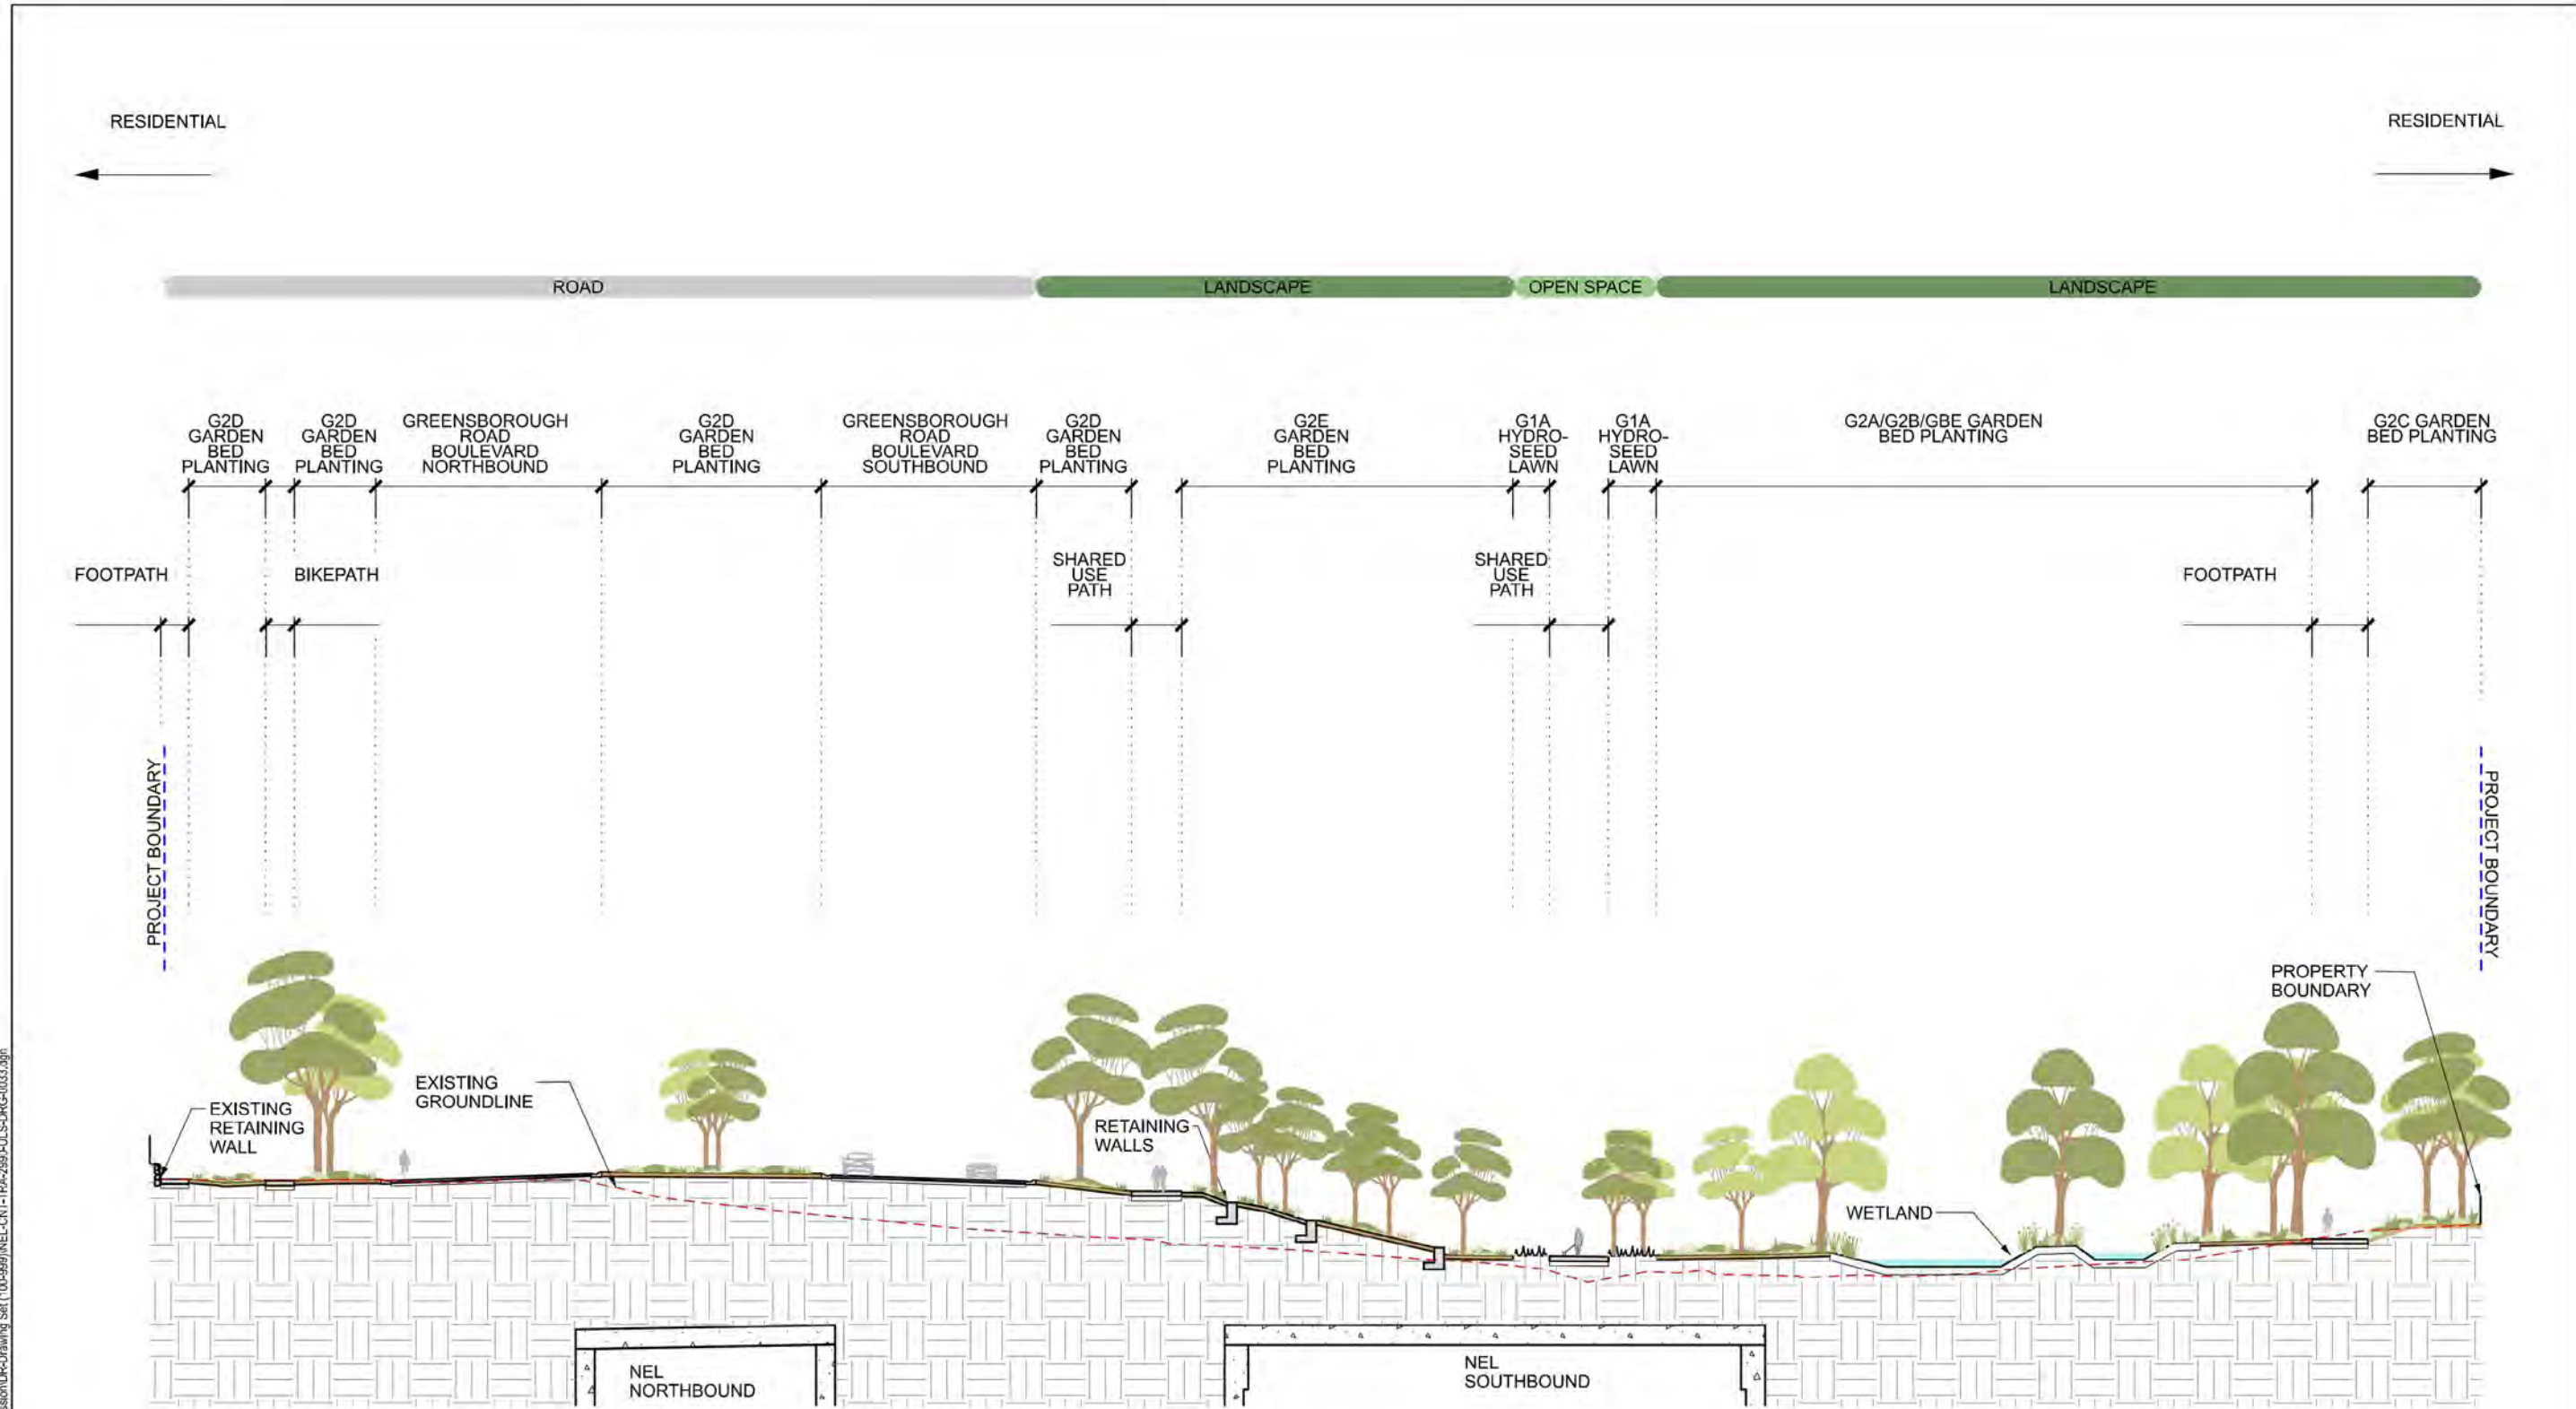 RESIDENTIAL
RESIDENTIAL
ROAD
LANDSCAPE
OPEN SPACE
LANDSCAPE
G2D
GARDEN
BED
PLANTING
G2D
GARDEN
BED
PLANTING
GREENSBOROUGH
ROAD
BOULEVARD
NORTHBOUND
G2D
GARDEN
BED
PLANTING
GREENSBOROUGH
ROAD
BOULEVARD
SOUTHBOUND
G2D
GARDEN
BED
PLANTING
G2E
GARDEN
BED
PLANTING
G1A
HYDRO-
SEED
LAWN
G1A
HYDRO-
SEED
LAWN
G2A/G2B/GBE GARDEN
BED PLANTING
G2C GARDEN
BED PLANTING
FOOTPATH
BIKEPATH
SHARED
USE
PATH
SHARED
USE
PATH
FOOTPATH
PROJECT BOUNDARY
PROJECT BOUNDARY
PROPERTY
BOUNDARY
EXISTING
RETAINING
WALL
EXISTING
GROUNDLINE
RETAINING
WALLS
WETLAND
NEL
NORTHBOUND
NEL
SOUTHBOUND